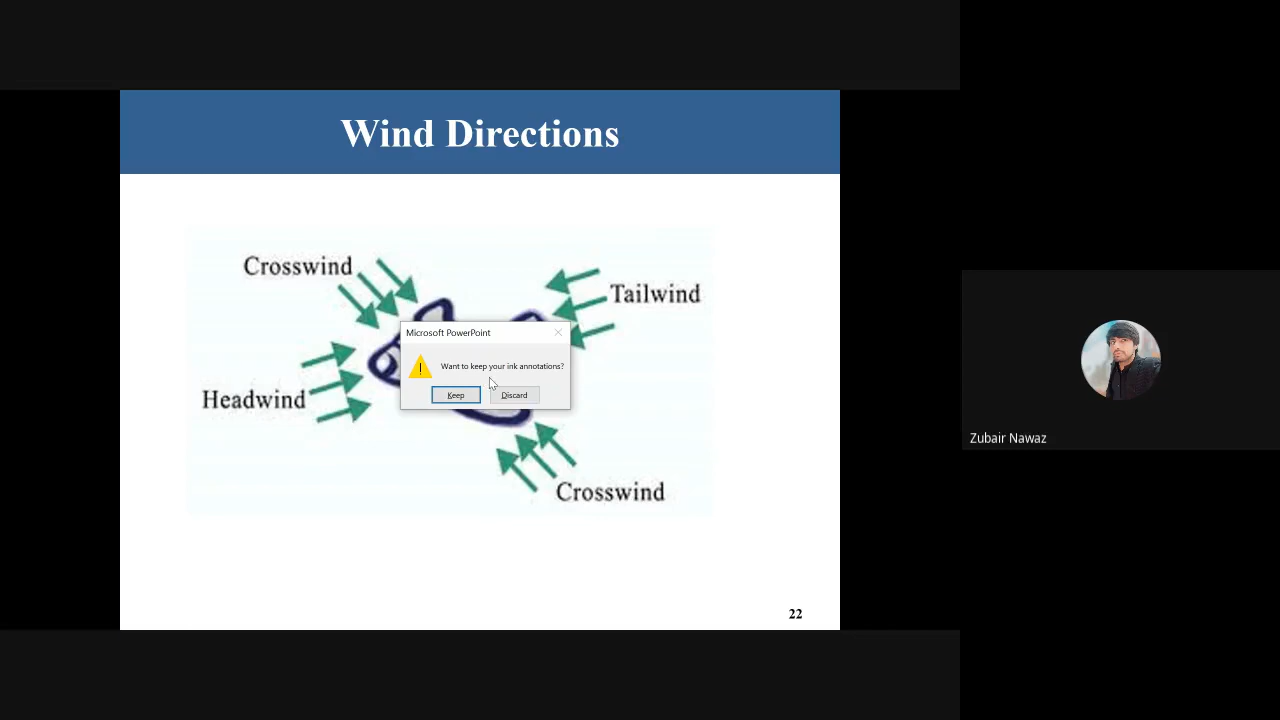 Wind Directions
Crosswind
Tailwind
Microsoft PowerPoint
Want to keep your ink annotations?
Keep
Discard
Headwind
Crosswind
Zubair Nawaz
22